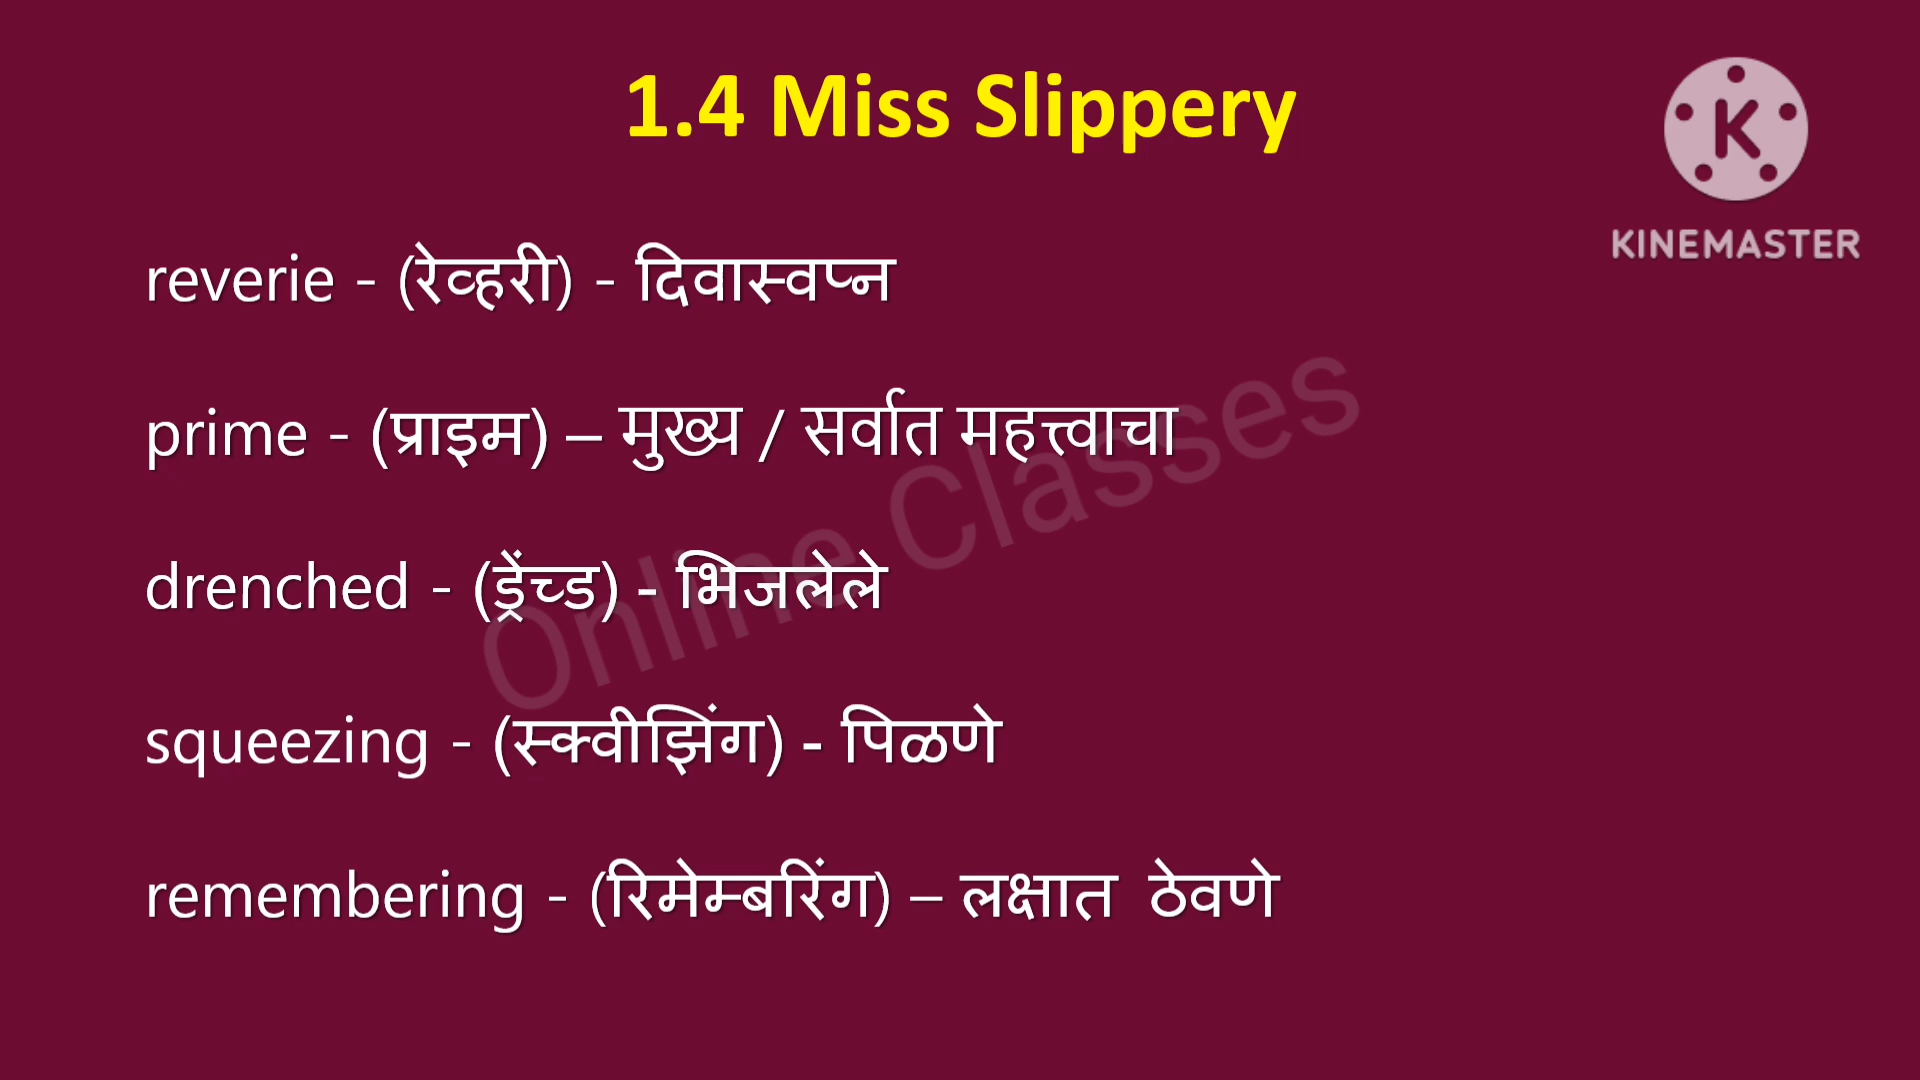 1.4 Miss Slippery
KINEMASTER
reverie - (रेव्हरी) - दिवास्वप्न
prime - (प्राइम) – मुख्य / सर्वात महत्त्वाचा
drenched - (ड्रेंच्ड) - भिजलेले
squeezing - (स्क्वीझिंग) - पिळणे
remembering - (रिमेम्बरिंग) – लक्षात ठेवणे
Online Classes